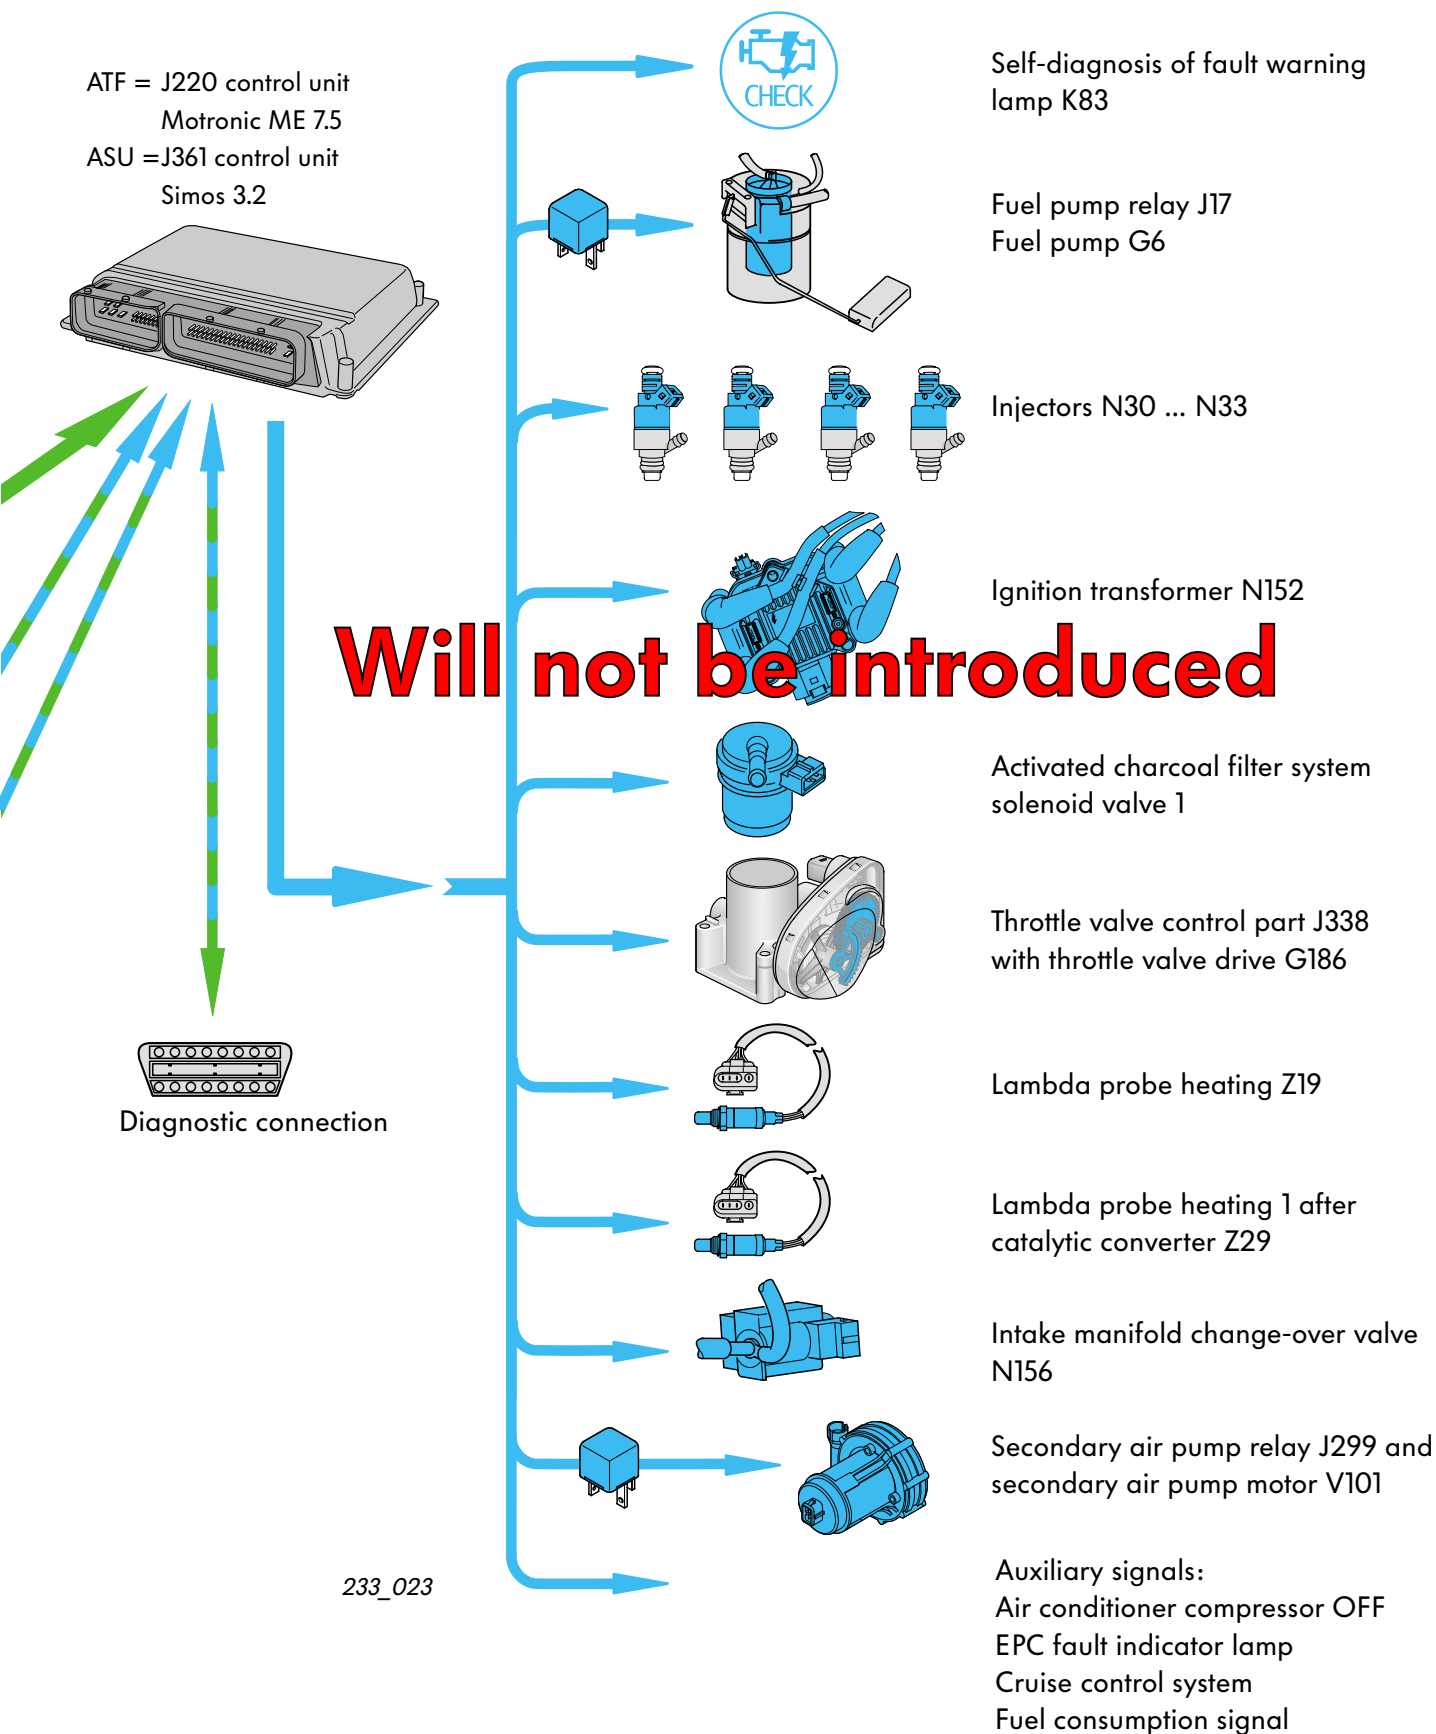 ATF = J220 control unit
Motronic ME 7.5
ASU =J361 control unit
Simos 3.2
CHECK
Self-diagnosis of fault warning
lamp K83
Fuel pump relay J17
Fuel pump G6
Injectors N30 ... N33
Ignition transformer N152
Will not be introduced
Activated charcoal filter system
solenoid valve 1
Throttle valve control part J338
with throttle valve drive G186
Diagnostic connection
Lambda probe heating Z19
Lambda probe heating 1 after
catalytic converter Z29
Intake manifold change-over valve
N156
Secondary air pump relay J299 and
secondary air pump motor V101
233_023
Auxiliary signals:
Air conditioner compressor OFF
EPC fault indicator lamp
Cruise control system
Fuel consumption signal